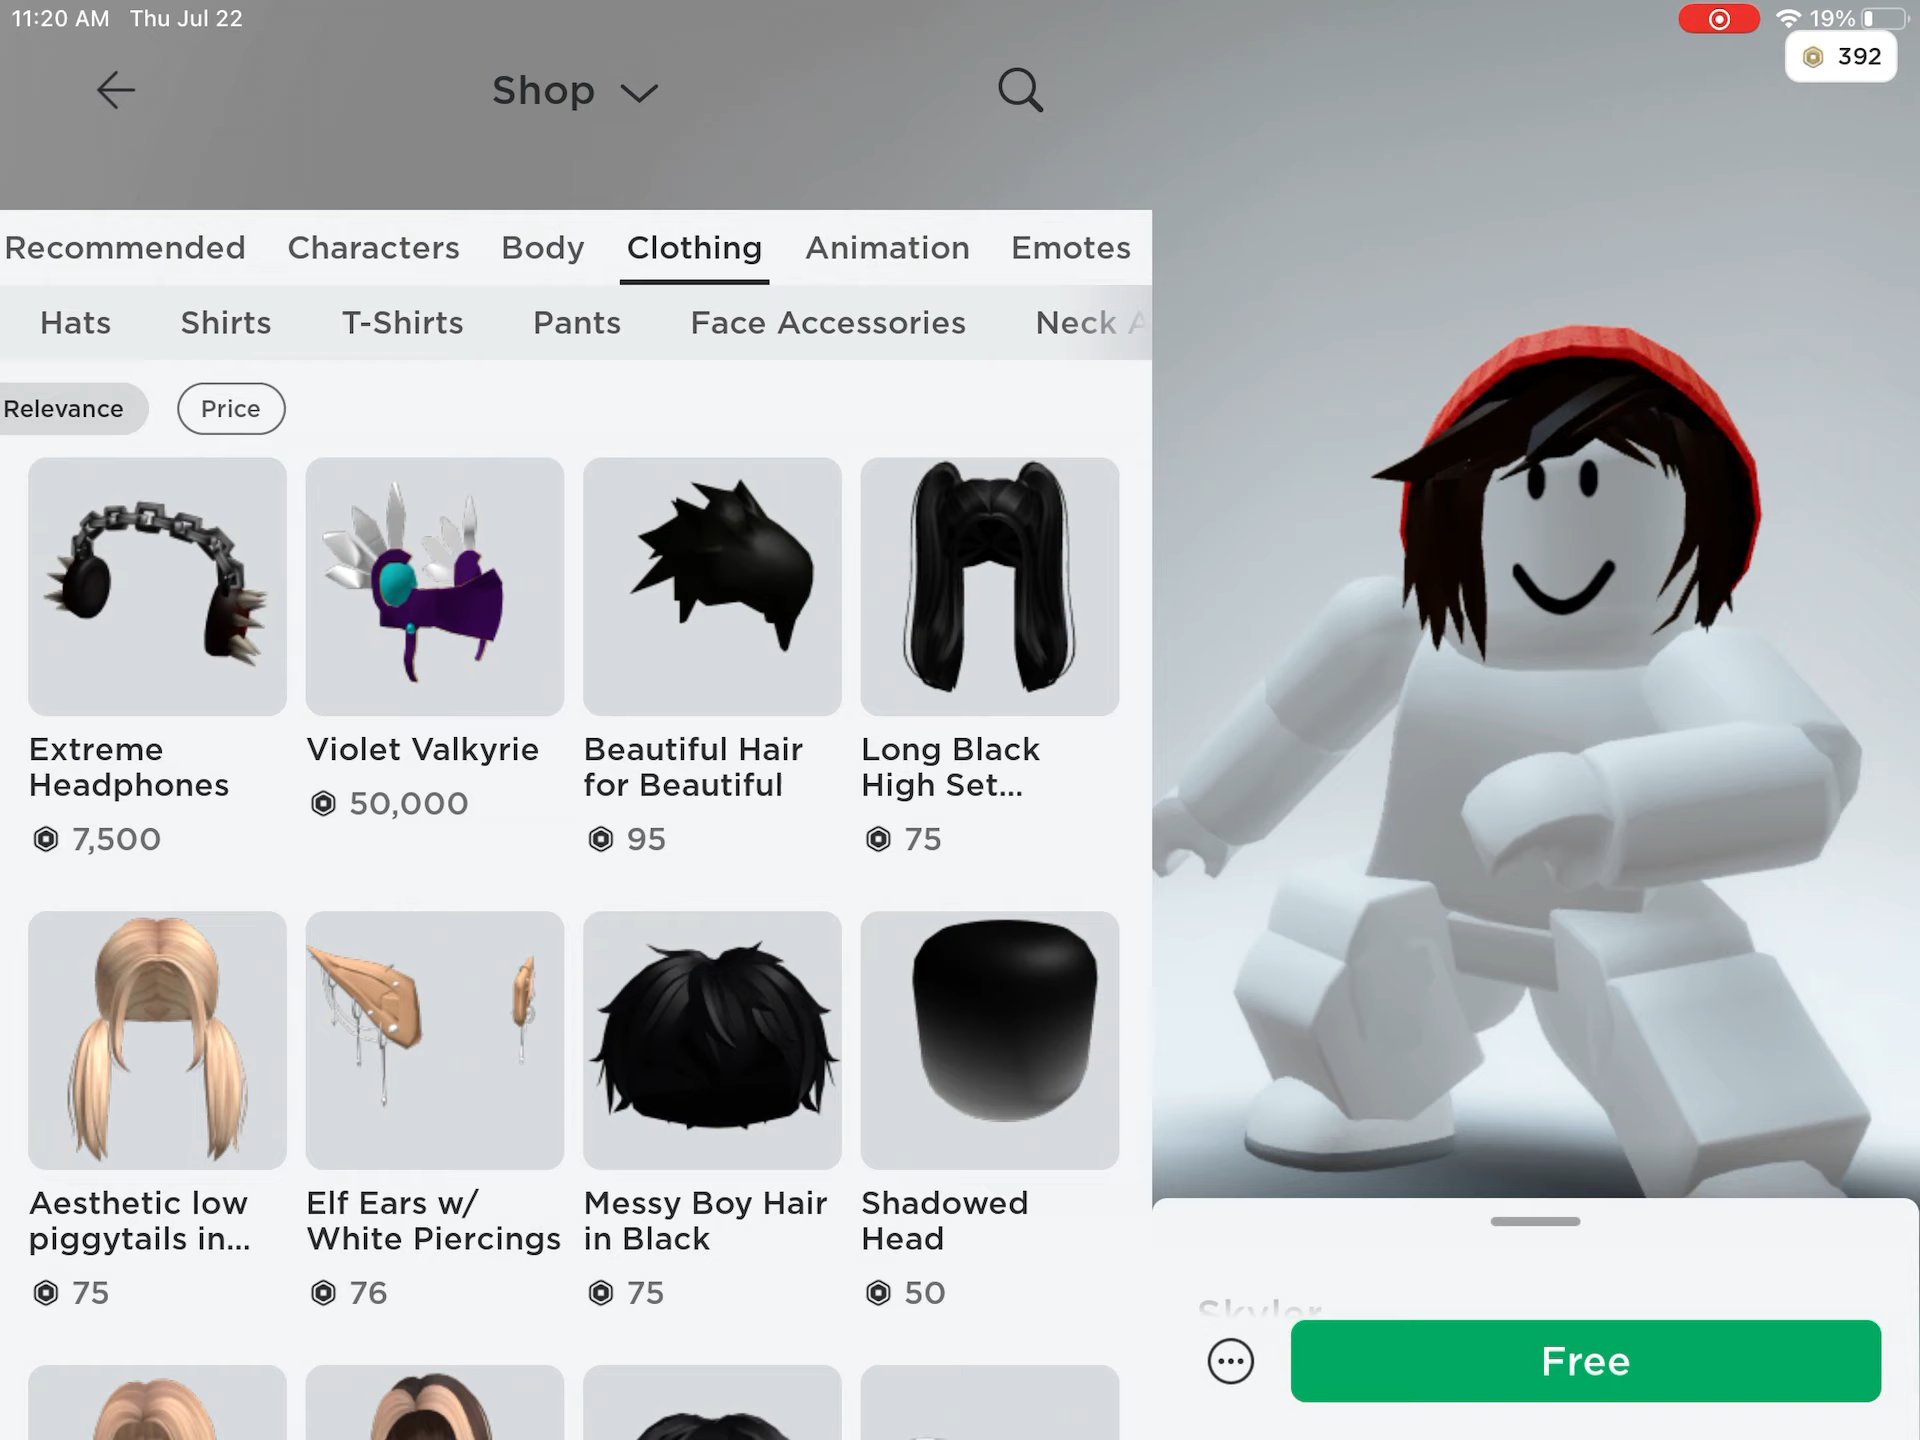 11:20 AM Thu Jul 22
19%
392
Shop
Recommended Characters Body Clothing Animation Emotes
Hats Shirts T-Shirts Pants Face Accessories Neck A
Relevance Price
Extreme
Headphones
7,500
Violet Valkyrie
50,000
Beautiful Hair
for Beautiful
95
Long Black
High Set...
75
Aesthetic low
piggytails in...
75
Elf Ears w/
White Piercings
76
Messy Boy Hair
in Black
75
Shadowed
Head
50
Skyler
Free